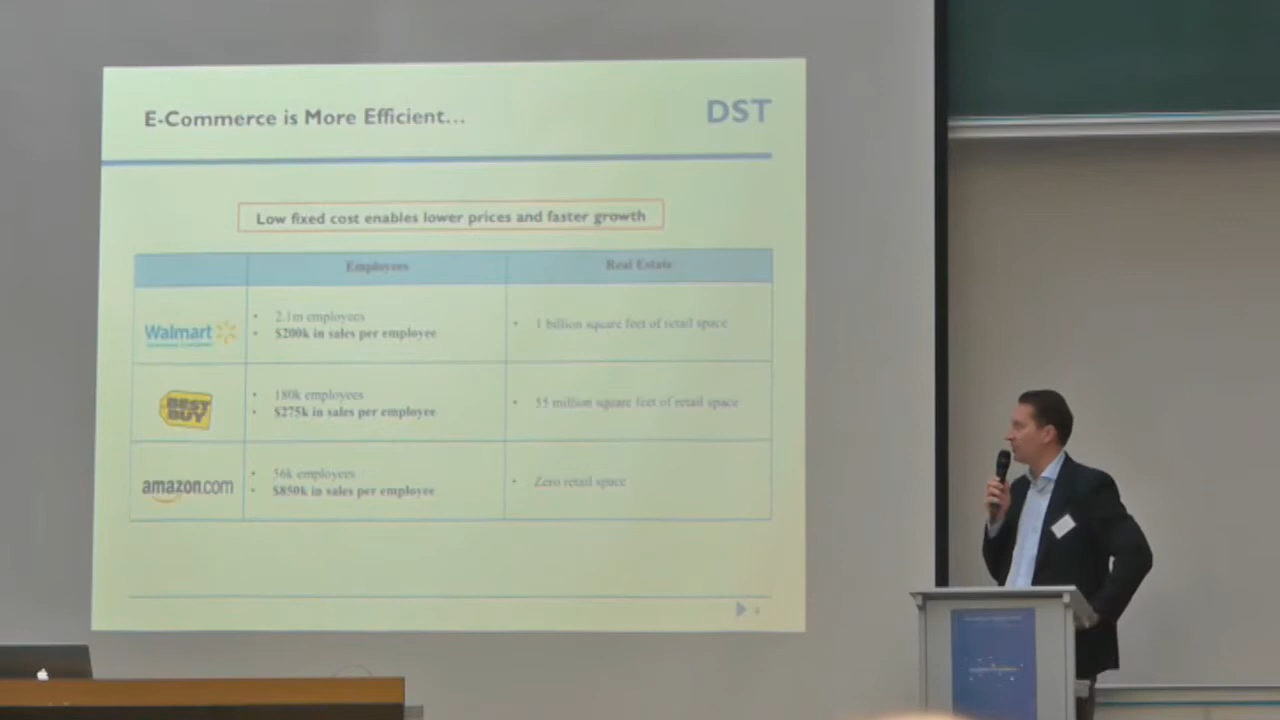 E-Commerce is More Efficient...
DST
Low fixed cost enables lower prices and faster growth
Employees
Real Estate
Walmart
• 2.1m employees
• $200k in sales per employee
• 1 billion square feet of retail space
BEST
BUY
• 180k employees
• $275k in sales per employee
• 55 million square feet of retail space
amazon.com
• 56k employees
• $850k in sales per employee
• Zero retail space